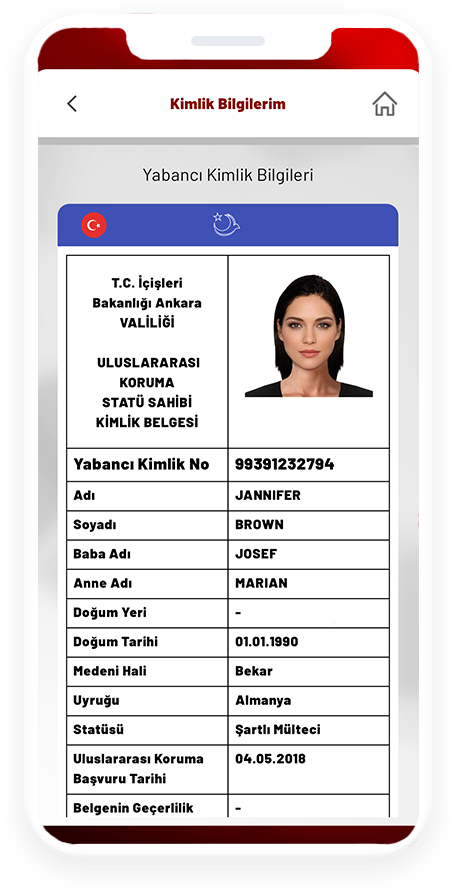 Kimlik Bilgilerim
Yabancı Kimlik Bilgileri
T.C. İçişleri
Bakanlığı Ankara
VALİLİĞİ
ULUSLARARASI
KORUMA
STATÜ SAHİBİ
KİMLİK BELGESİ
Yabancı Kimlik No 99391232794
Adı JANNIFER
Soyadı BROWN
Baba Adı JOSEF
Anne Adı MARIAN
Doğum Yeri -
Doğum Tarihi 01.01.1990
Medeni Hali Bekar
Uyruğu Almanya
Statüsü Şartlı Mülteci
Uluslararası Koruma 04.05.2018
Başvuru Tarihi
Belgenin Geçerlilik -